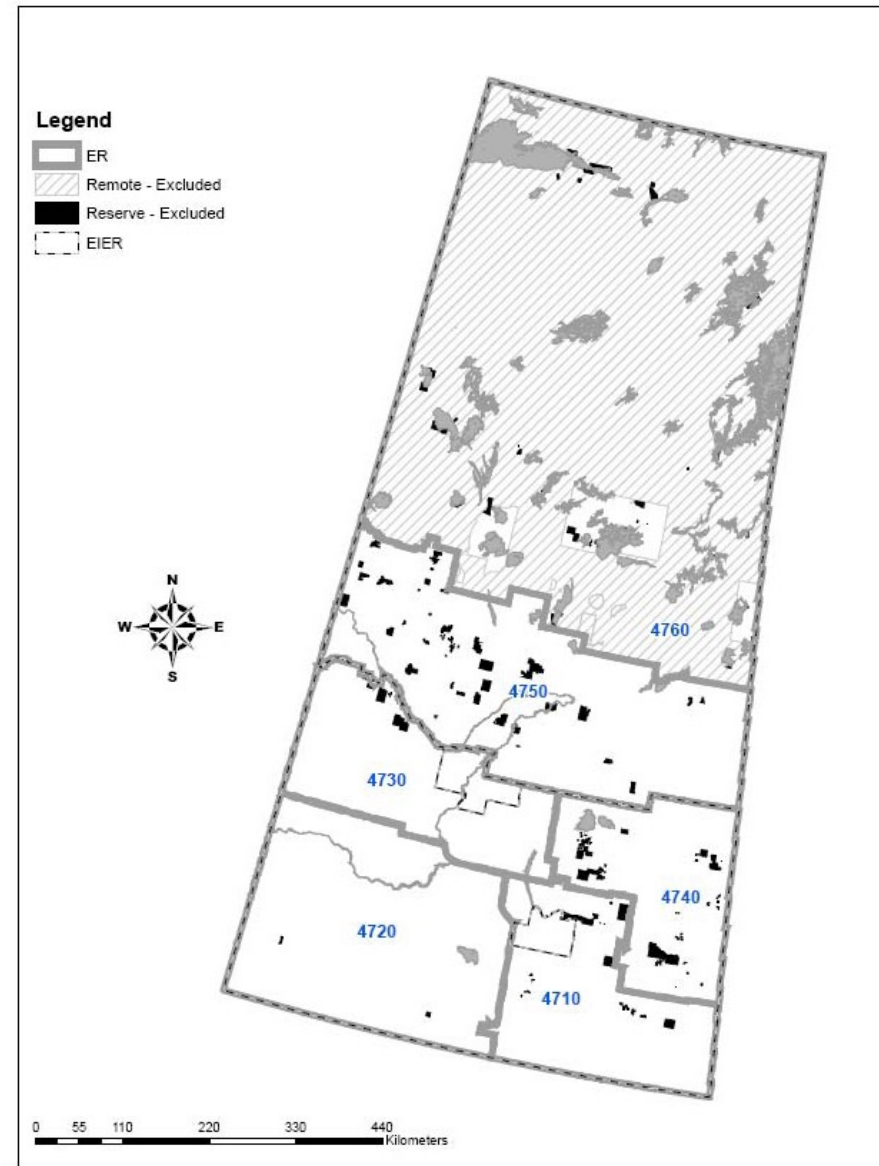 Legend
ER
Remote - Excluded
Reserve - Excluded
EIER
N
W E
S
4760
4750
4730
4740
4720
4710
0 55 110 220 330 440
Kilometers